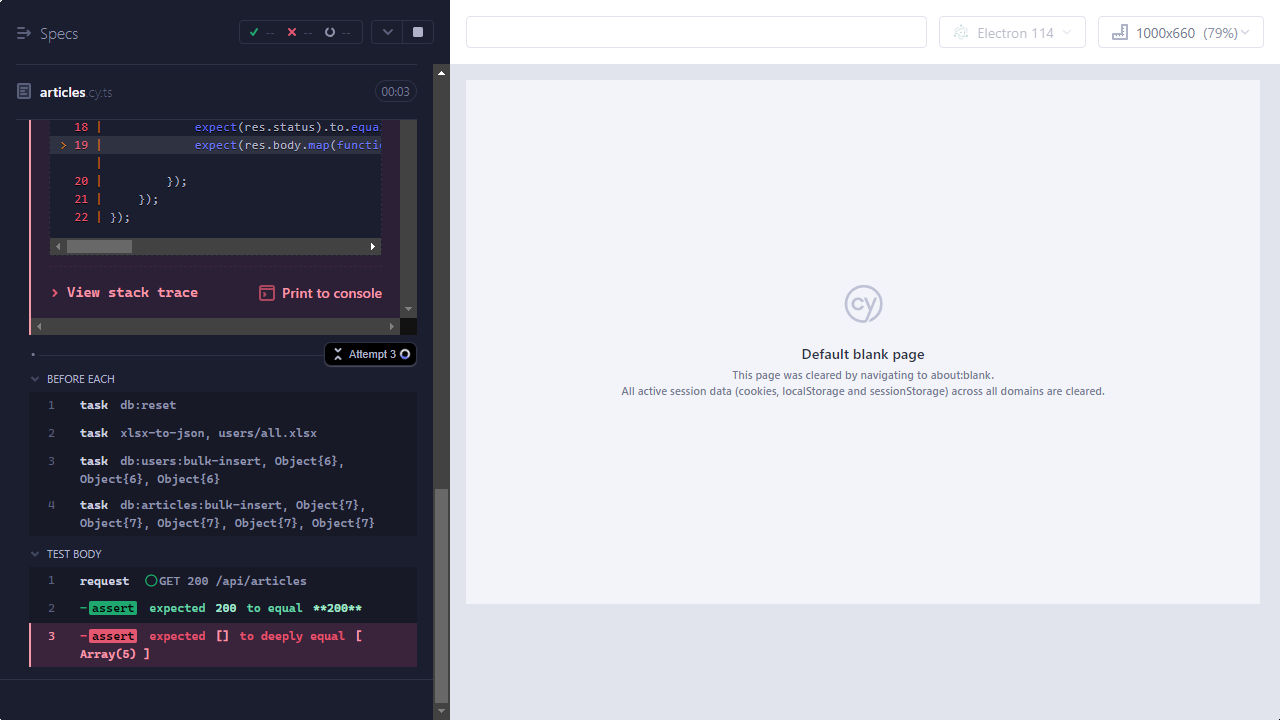 Specs
--
--
--
Electron 114
1000x660 (79%)
articles cy.ts
00:03
18 | expect(res.status).to.equa
> 19 | expect(res.body.map(functi
|
20 | });
21 | });
22 | });
View stack trace
Print to console
Attempt 3
BEFORE EACH
1 task db:reset
2 task xlsx-to-json, users/all.xlsx
3 task db:users:bulk-insert, Object{6},
Object{6}, Object{6}
4 task db:articles:bulk-insert, Object{7},
Object{7}, Object{7}, Object{7}, Object{7}
TEST BODY
1 request GET 200 /api/articles
2 -assert expected 200 to equal **200**
3 -assert expected [] to deeply equal [
Array(5) ]
cy
Default blank page
This page was cleared by navigating to about:blank.
All active session data (cookies, localStorage and sessionStorage) across all domains are cleared.